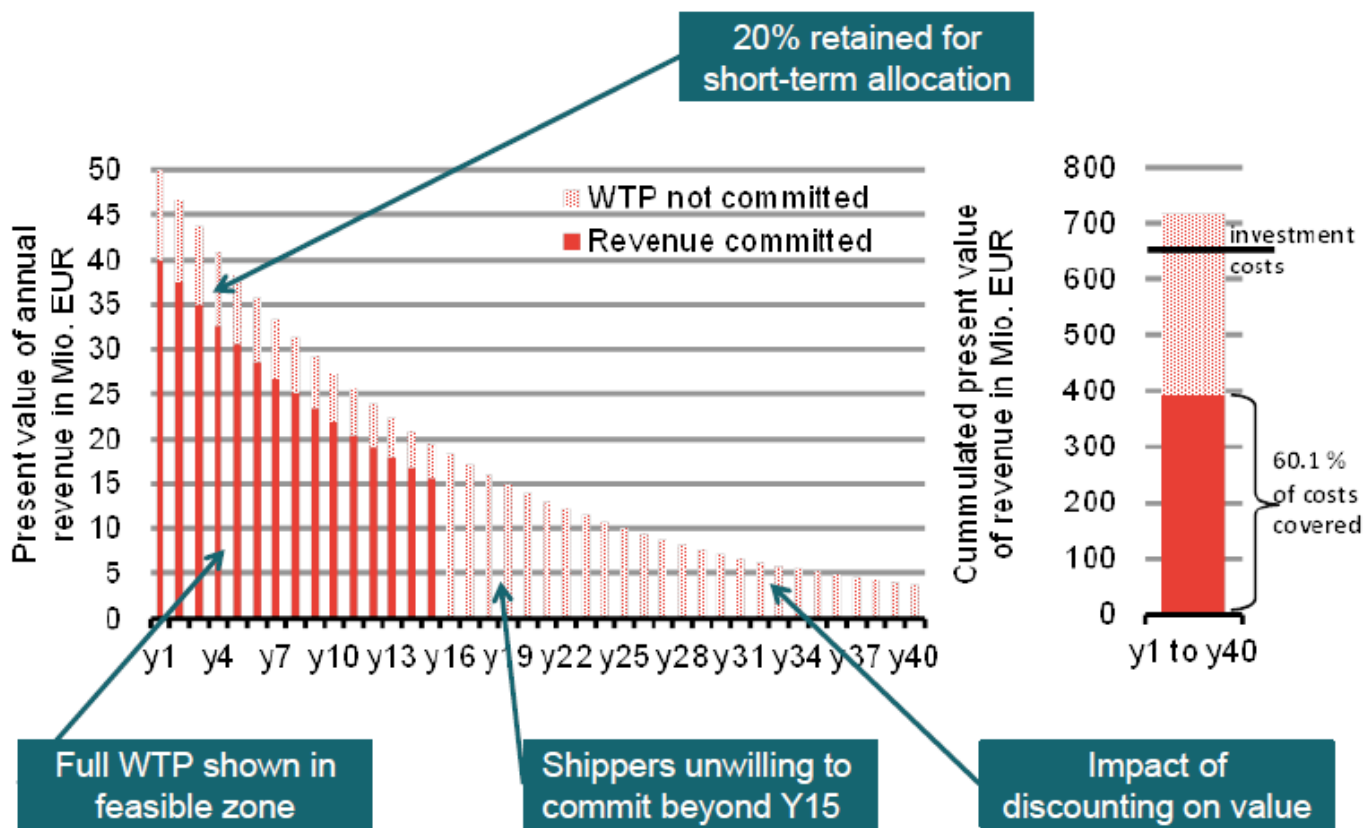 20% retained for
short-term allocation
Present value of annual
revenue in Mio. EUR
50
45
40
35
30
25
20
15
10
5
0
WTP not committed
Revenue committed
y1 y4 y7 y10 y13 y16 y19 y22 y25 y28 y31 y34 y37 y40
Cummulated present value
of revenue in Mio. EUR
800
700
600
500
400
300
200
100
0
investment
costs
60.1 %
of costs
covered
y1 to y40
Full WTP shown in
feasible zone
Shippers unwilling to
commit beyond Y15
Impact of
discounting on value